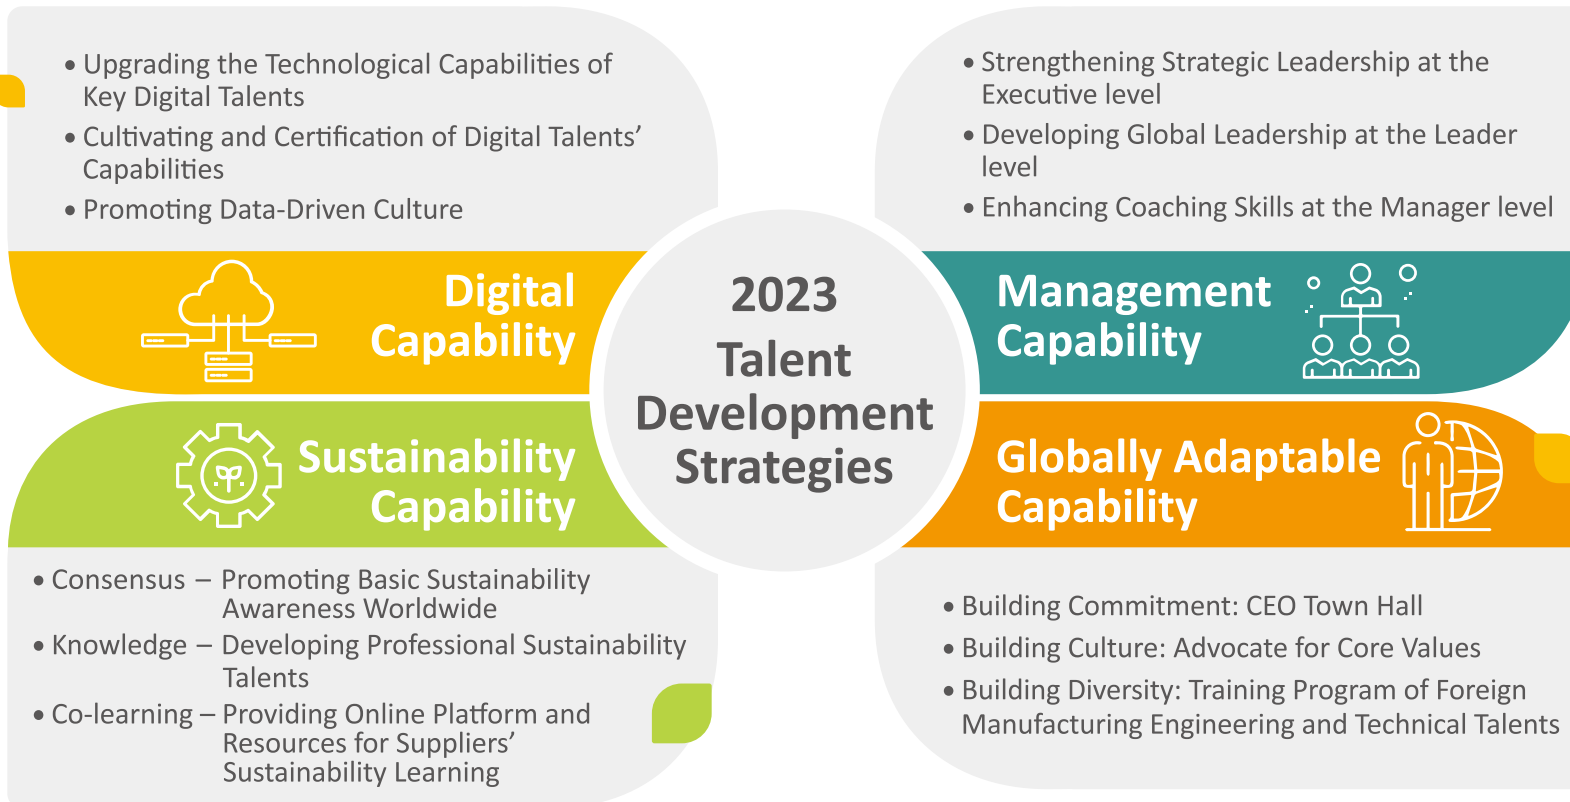 • Upgrading the Technological Capabilities of
Key Digital Talents
• Cultivating and Certification of Digital Talents’
Capabilities
• Promoting Data-Driven Culture
Digital
Capability
• Strengthening Strategic Leadership at the
Executive level
• Developing Global Leadership at the Leader
level
• Enhancing Coaching Skills at the Manager level
Management
Capability
2023
Talent
Development
Strategies
Sustainability
Capability
• Consensus – Promoting Basic Sustainability
Awareness Worldwide
• Knowledge – Developing Professional Sustainability
Talents
• Co-learning – Providing Online Platform and
Resources for Suppliers’
Sustainability Learning
Globally Adaptable
Capability
• Building Commitment: CEO Town Hall
• Building Culture: Advocate for Core Values
• Building Diversity: Training Program of Foreign
Manufacturing Engineering and Technical Talents